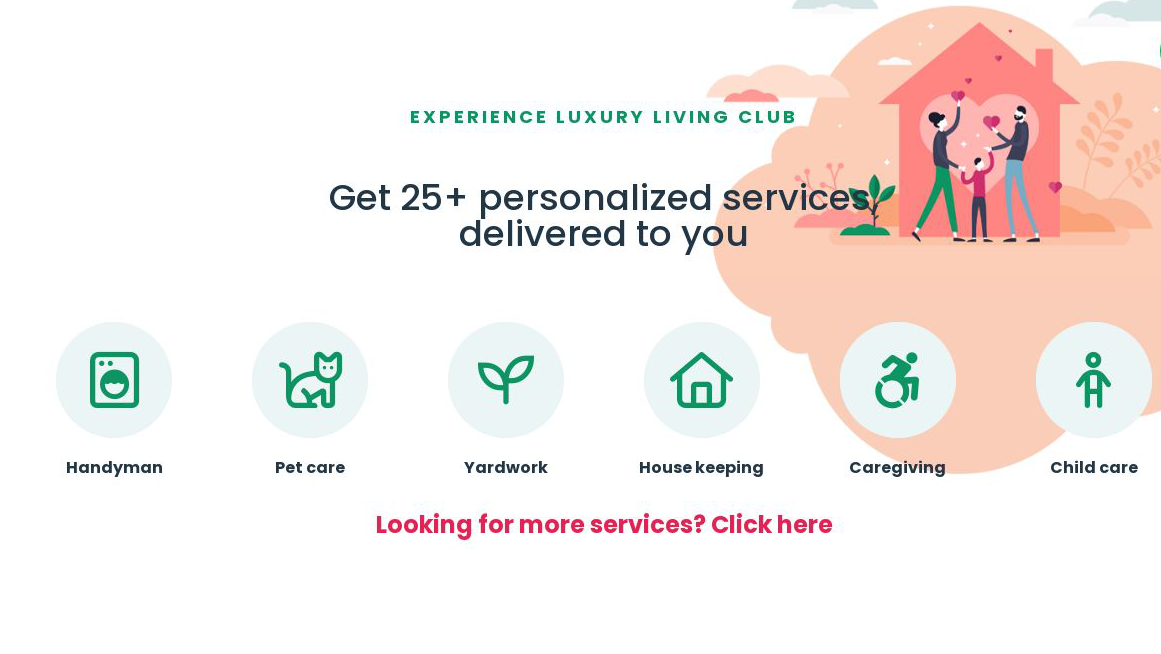 EXPERIENCE LUXURY LIVING CLUB
Get 25+ personalized services
delivered to you
Handyman
Pet care
Yardwork
House keeping
Caregiving
Child care
Looking for more services? Click here